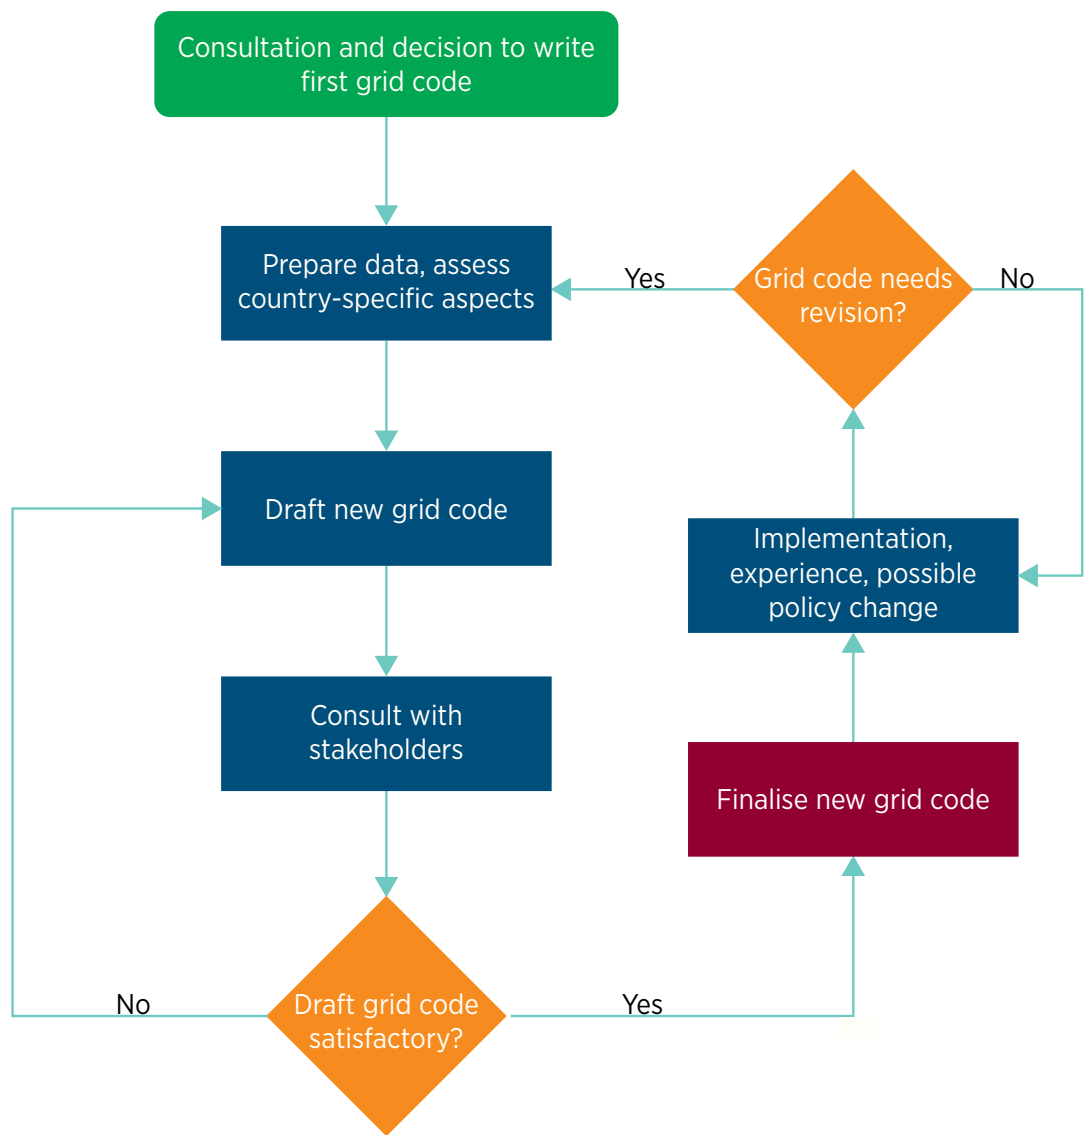 Consultation and decision to write
first grid code
Prepare data, assess
country-specific aspects
Yes
Grid code needs
revision?
No
Draft new grid code
Implementation,
experience, possible
policy change
Consult with
stakeholders
Finalise new grid code
No
Draft grid code
satisfactory?
Yes